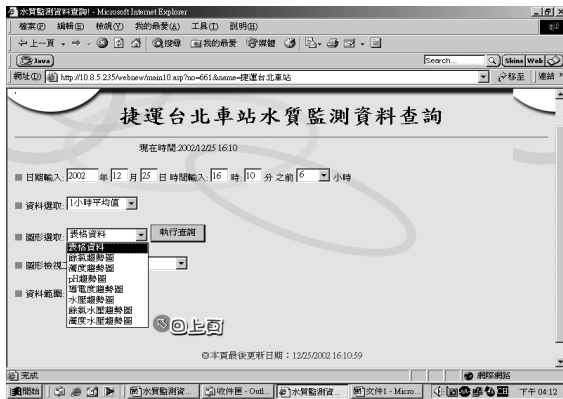 水質監測資料查詢! - Microsoft Internet Explorer
檔案(F) 編輯(E) 檢視(V) 我的最愛(A) 工具(T) 說明(H)
上一頁 搜尋 我的最愛 媒體
Java Search... Skins Web
網址(D) http://10.8.5.235/webnew/main10.asp?no=661&name=捷運台北車站 移至 連結 »
捷運台北車站水質監測資料查詢
現在時間:2002/12/25 16:10
日期輸入: 2002 年 12 月 25 日 時間輸入: 16 時: 10 分 之前 6 小時
資料選取: 1小時平均值
圖形選取: 表格資料 執行查詢
表格資料
餘氯趨勢圖
圖形檢視
濁度趨勢圖
pH趨勢圖
資料範圍:
導電度趨勢圖
水壓趨勢圖
餘氯水壓趨勢圖
濁度水壓趨勢圖
回上頁
◎本頁最後更新日期：12/25/2002 16:10:59
完成 網際網路
開始 水質監測資... 收件匣 - Outl... 水質監測資... 文件1 - Micro... 下午 04:12